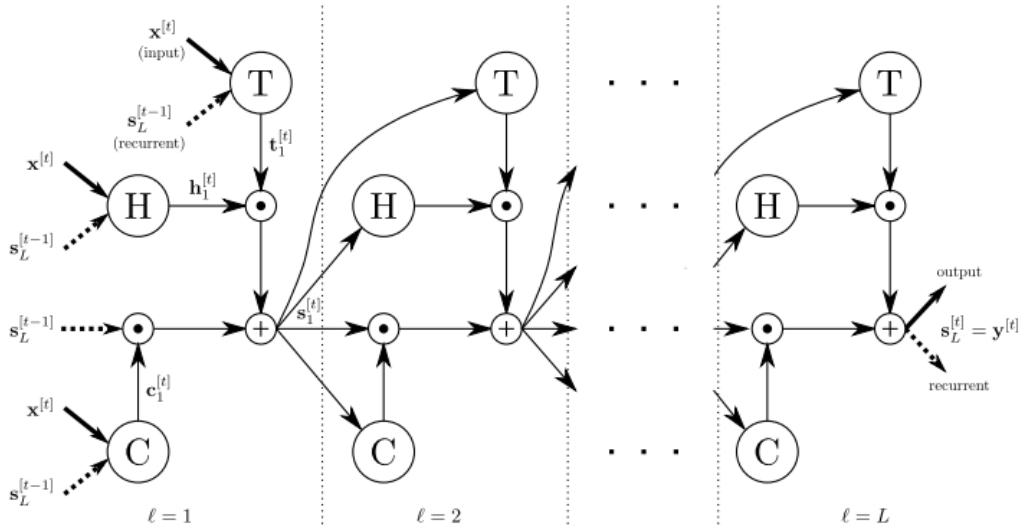 x^{[t]}
(input)
T
T
· · ·
T
s_L^{[t-1]}
(recurrent)
t_1^{[t]}
x^{[t]}
H
h_1^{[t]}
H
· · ·
H
s_L^{[t-1]}
output
s_L^{[t-1]}
+
s_1^{[t]}
+
· · ·
+
s_L^{[t]} = y^{[t]}
recurrent
c_1^{[t]}
x^{[t]}
C
C
· · ·
C
s_L^{[t-1]}
ℓ = 1
ℓ = 2
ℓ = L